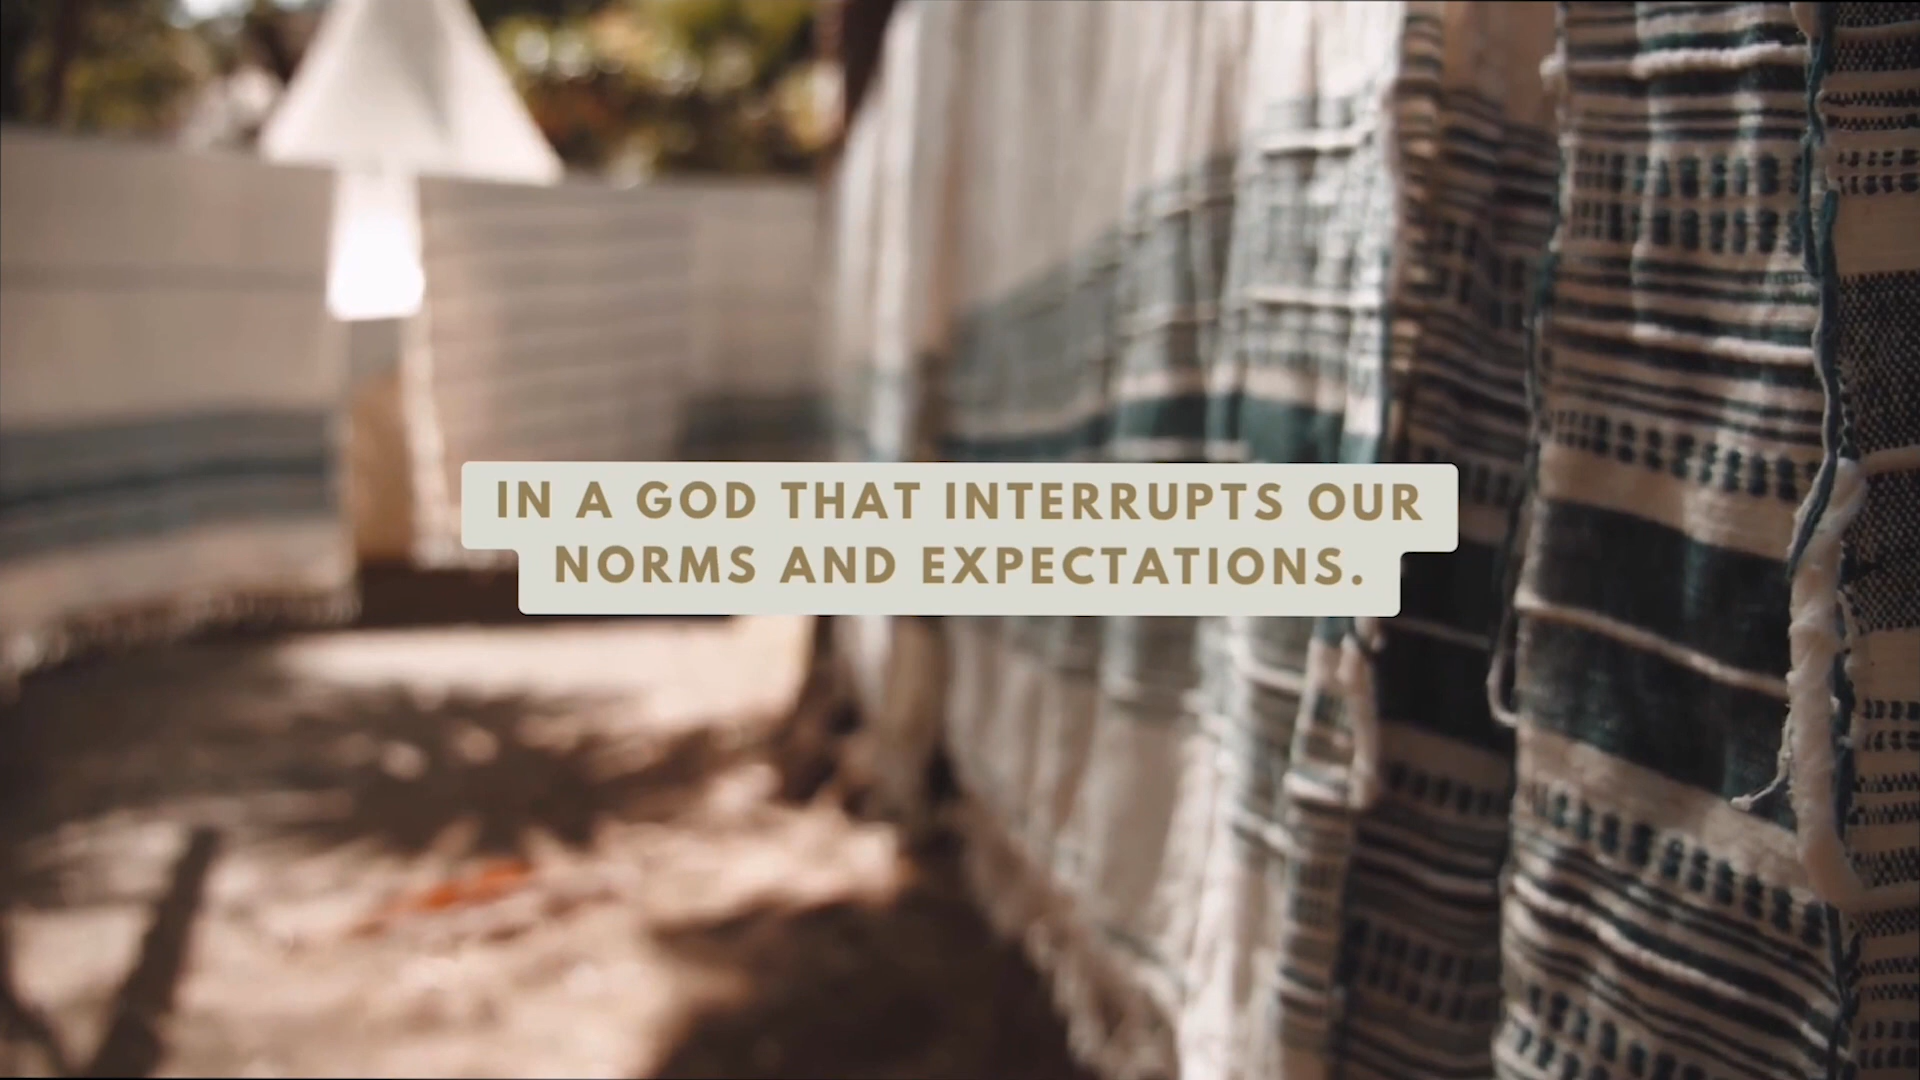 IN A GOD THAT INTERRUPTS OUR
NORMS AND EXPECTATIONS.